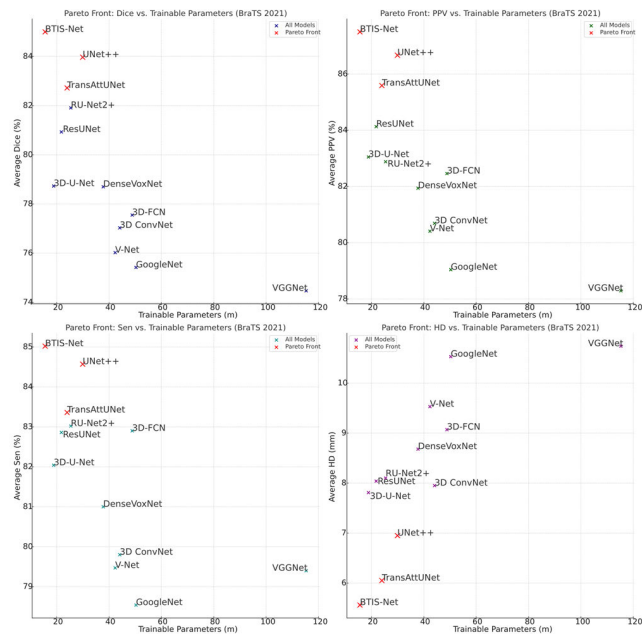 Pareto Front: Dice vs. Trainable Parameters (BraTS 2021)
All Models
Pareto Front
BTIS-Net
UNet++
TransAttUNet
RU-Net2+
ResUNet
3D-U-Net
DenseVoxNet
3D-FCN
3D ConvNet
V-Net
GoogleNet
VGGNet
Average Dice (%)
84
82
80
78
76
74
20
40
60
80
100
120
Trainable Parameters (m)
Pareto Front: PPV vs. Trainable Parameters (BraTS 2021)
All Models
Pareto Front
BTIS-Net
UNet++
TransAttUNet
ResUNet
3D-U-Net
RU-Net2+
3D-FCN
DenseVoxNet
3D ConvNet
V-Net
GoogleNet
VGGNet
Average PPV (%)
86
84
82
80
78
20
40
60
80
100
120
Trainable Parameters (m)
Pareto Front: Sen vs. Trainable Parameters (BraTS 2021)
All Models
Pareto Front
BTIS-Net
UNet++
TransAttUNet
RU-Net2+
ResUNet
3D-FCN
3D-U-Net
DenseVoxNet
3D ConvNet
V-Net
VGGNet
GoogleNet
Average Sen (%)
85
84
83
82
81
80
79
20
40
60
80
100
120
Trainable Parameters (m)
Pareto Front: HD vs. Trainable Parameters (BraTS 2021)
All Models
Pareto Front
VGGNet
GoogleNet
V-Net
3D-FCN
DenseVoxNet
RU-Net2+
ResUNet
3D ConvNet
3D-U-Net
UNet++
TransAttUNet
BTIS-Net
Average HD (mm)
10
9
8
7
6
20
40
60
80
100
120
Trainable Parameters (m)